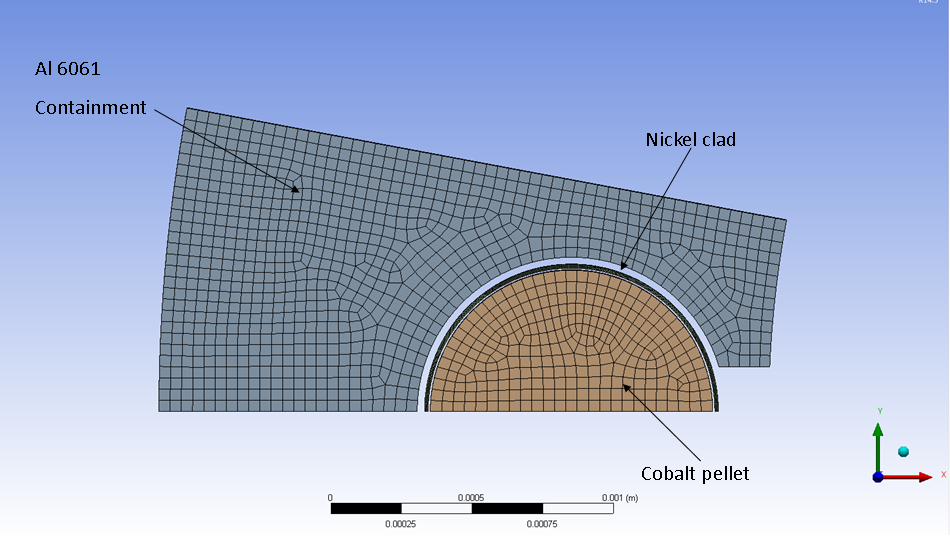 Al 6061
Containment
Nickel clad
Cobalt pellet
Y
X
0 0.0005 0.001 (m)
0.00025 0.00075